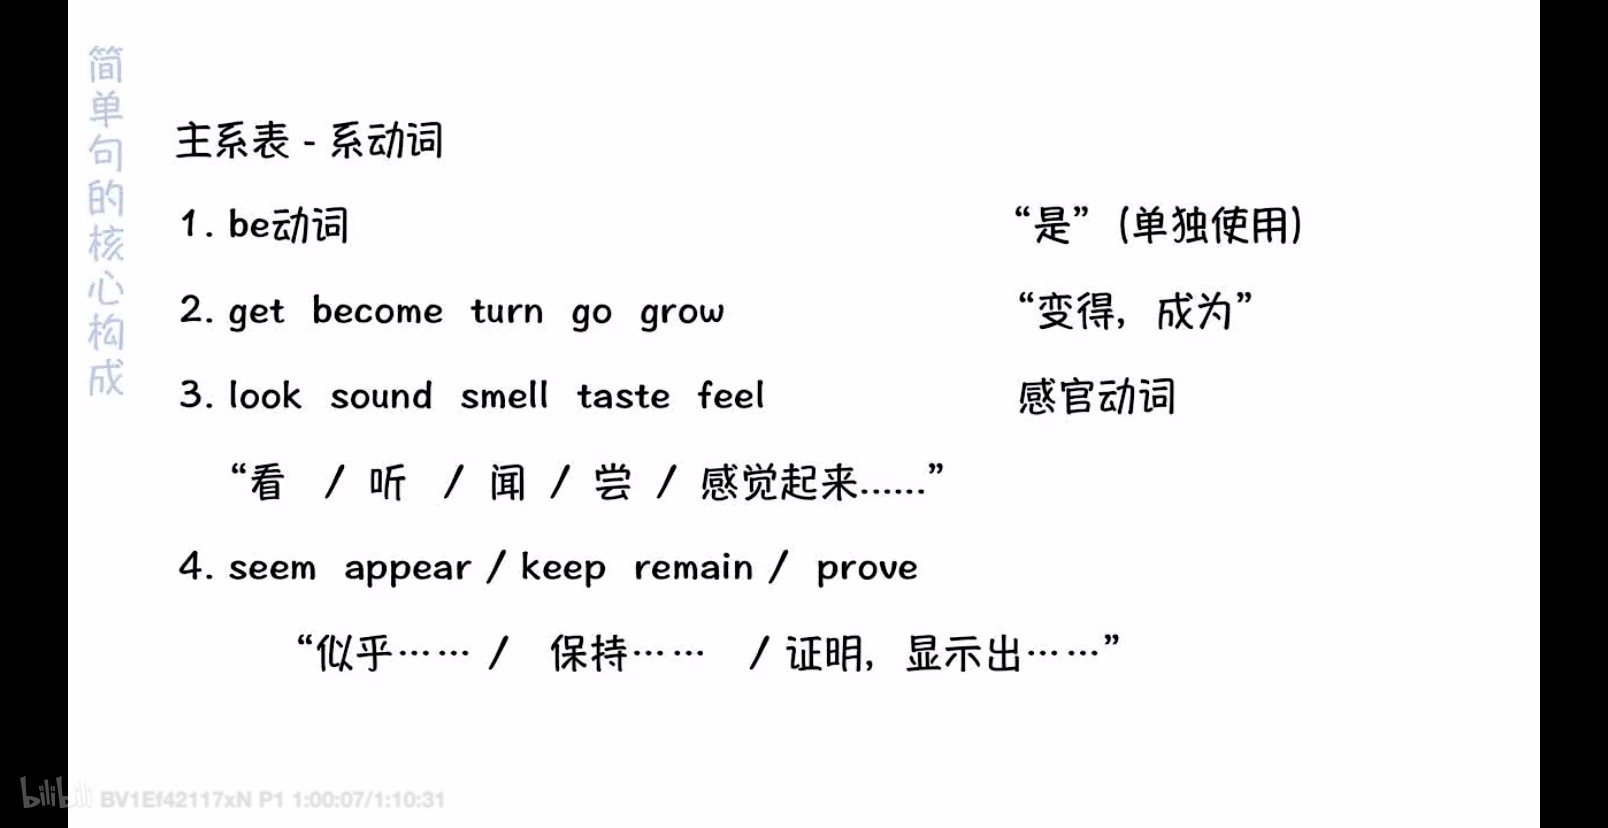 简单句的核心构成
主系表 - 系动词
1. be动词 “是” (单独使用)
2. get become turn go grow “变得, 成为”
3. look sound smell taste feel 感官动词
“看 / 听 / 闻 / 尝 / 感觉起来......”
4. seem appear / keep remain / prove
“似乎…… / 保持…… / 证明, 显示出……”
bilibili BV1Ef42117xN P1 1:00:07/1:10:31